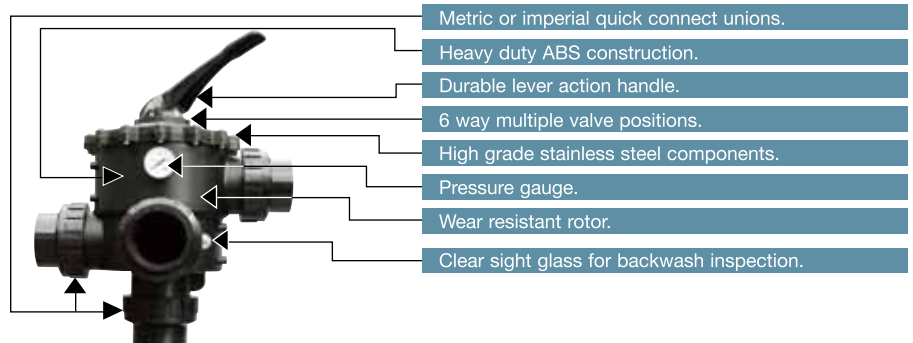 Metric or imperial quick connect unions.
Heavy duty ABS construction.
Durable lever action handle.
6 way multiple valve positions.
High grade stainless steel components.
Pressure gauge.
Wear resistant rotor.
Clear sight glass for backwash inspection.